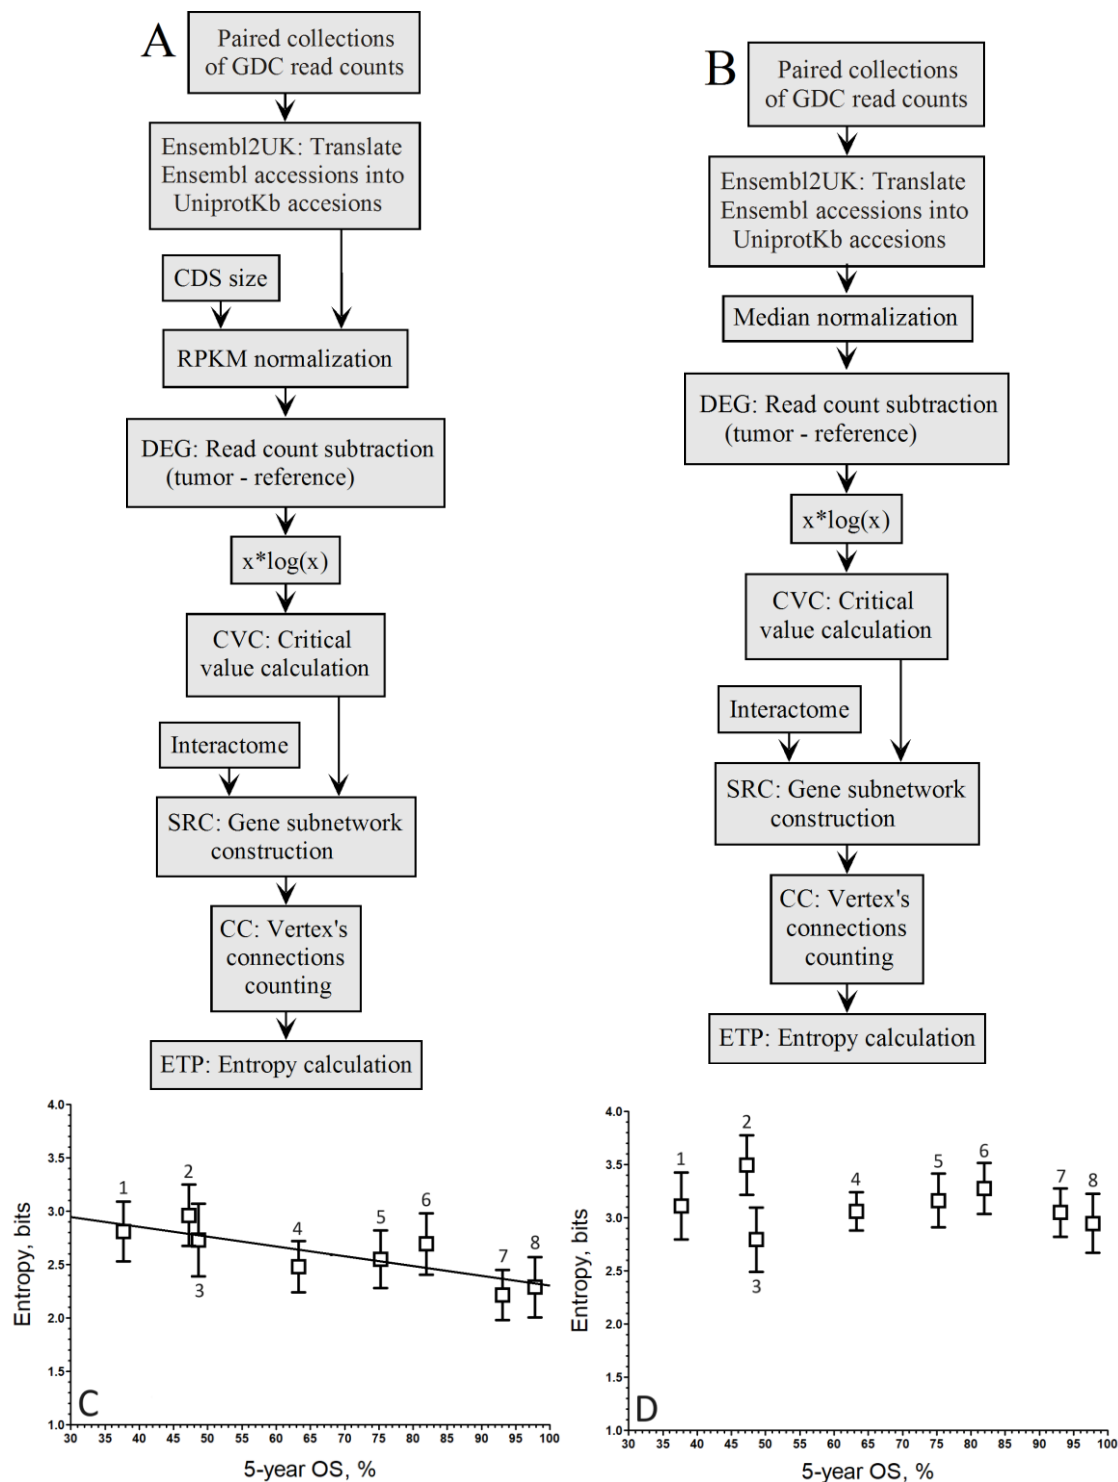 A
Paired collections
of GDC read counts
Ensembl2UK: Translate
Ensembl accessions into
UniprotKb accesions
CDS size
RPKM normalization
DEG: Read count subtraction
(tumor - reference)
x*log(x)
CVC: Critical
value calculation
Interactome
SRC: Gene subnetwork
construction
CC: Vertex's
connections
counting
ETP: Entropy calculation
B
Paired collections
of GDC read counts
Ensembl2UK: Translate
Ensembl accessions into
UniprotKb accesions
Median normalization
DEG: Read count subtraction
(tumor - reference)
x*log(x)
CVC: Critical
value calculation
Interactome
SRC: Gene subnetwork
construction
CC: Vertex's
connections
counting
ETP: Entropy calculation
Entropy, bits
4.0
3.5
3.0
2.5
2.0
1.5
1.0
1
2
3
4
5
6
7
8
C
30 35 40 45 50 55 60 65 70 75 80 85 90 95 100
5-year OS, %
Entropy, bits
4.0
3.5
3.0
2.5
2.0
1.5
1.0
1
2
3
4
5
6
7
8
D
30 35 40 45 50 55 60 65 70 75 80 85 90 95 100
5-year OS, %